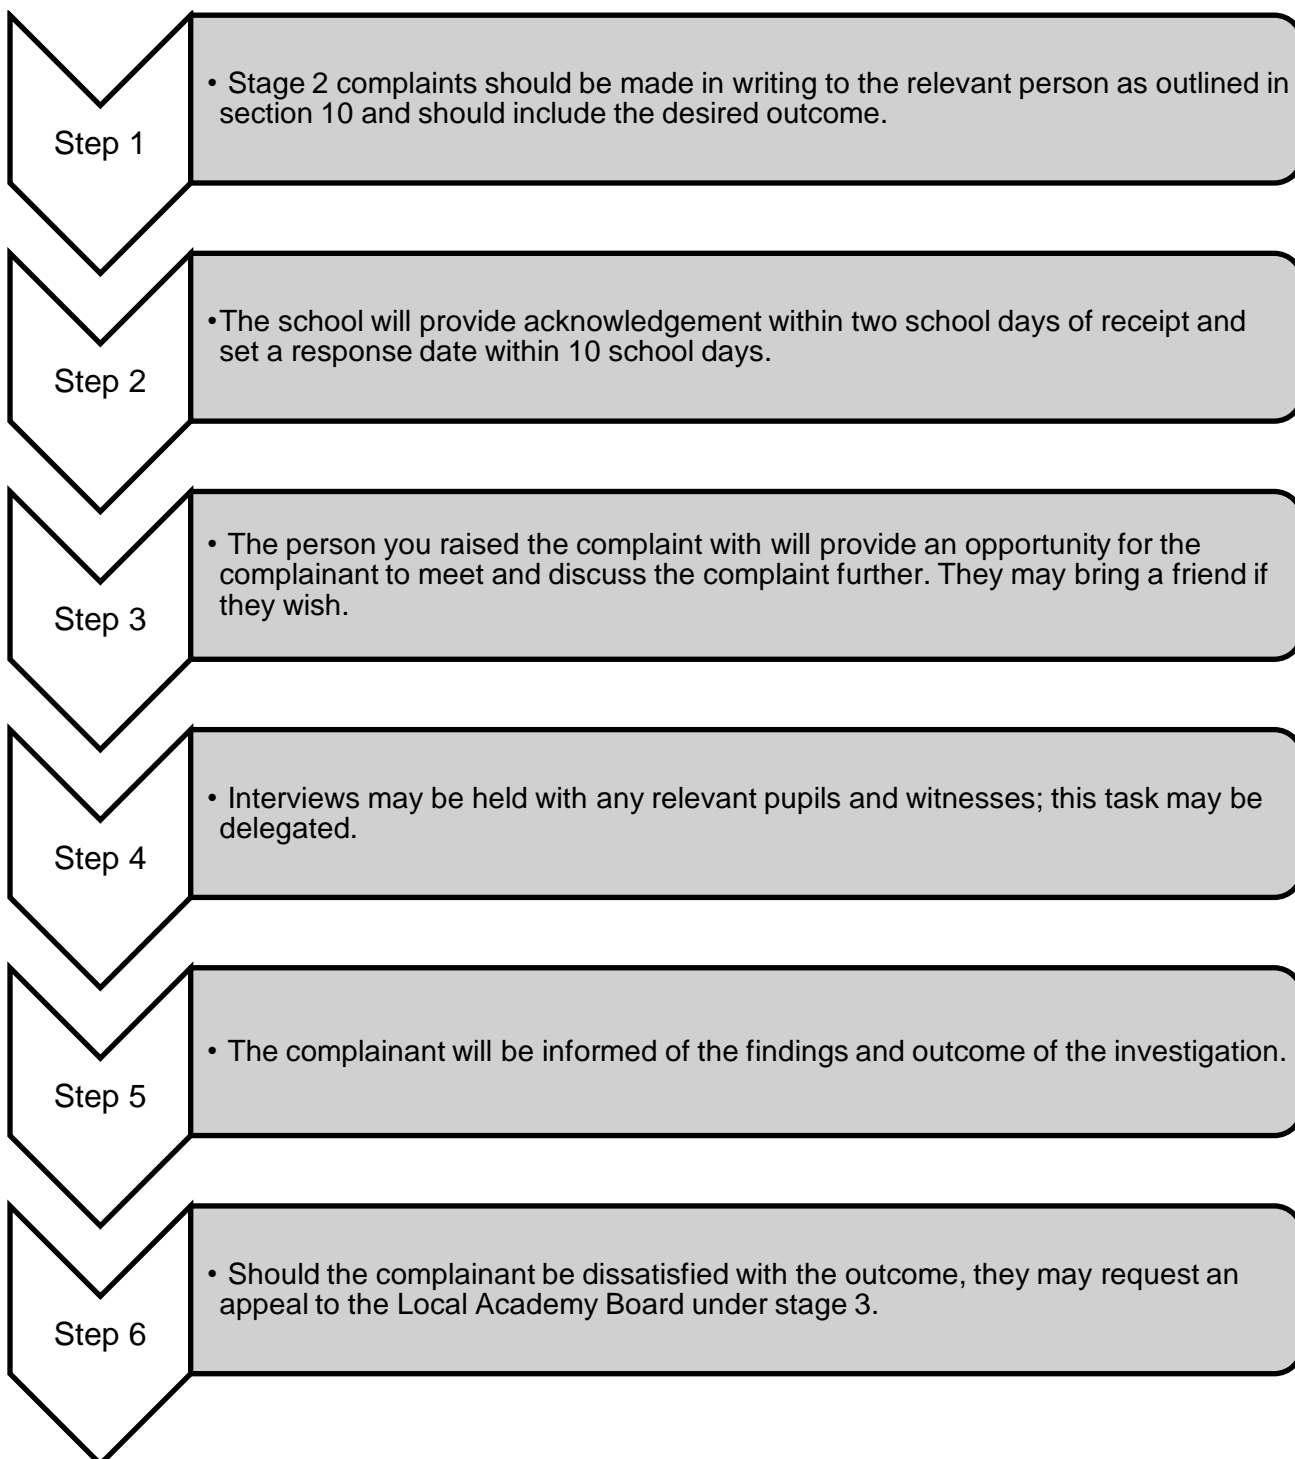 Step 1
• Stage 2 complaints should be made in writing to the relevant person as outlined in
section 10 and should include the desired outcome.
Step 2
•The school will provide acknowledgement within two school days of receipt and
set a response date within 10 school days.
Step 3
• The person you raised the complaint with will provide an opportunity for the
complainant to meet and discuss the complaint further. They may bring a friend if
they wish.
Step 4
• Interviews may be held with any relevant pupils and witnesses; this task may be
delegated.
Step 5
• The complainant will be informed of the findings and outcome of the investigation.
Step 6
• Should the complainant be dissatisfied with the outcome, they may request an
appeal to the Local Academy Board under stage 3.